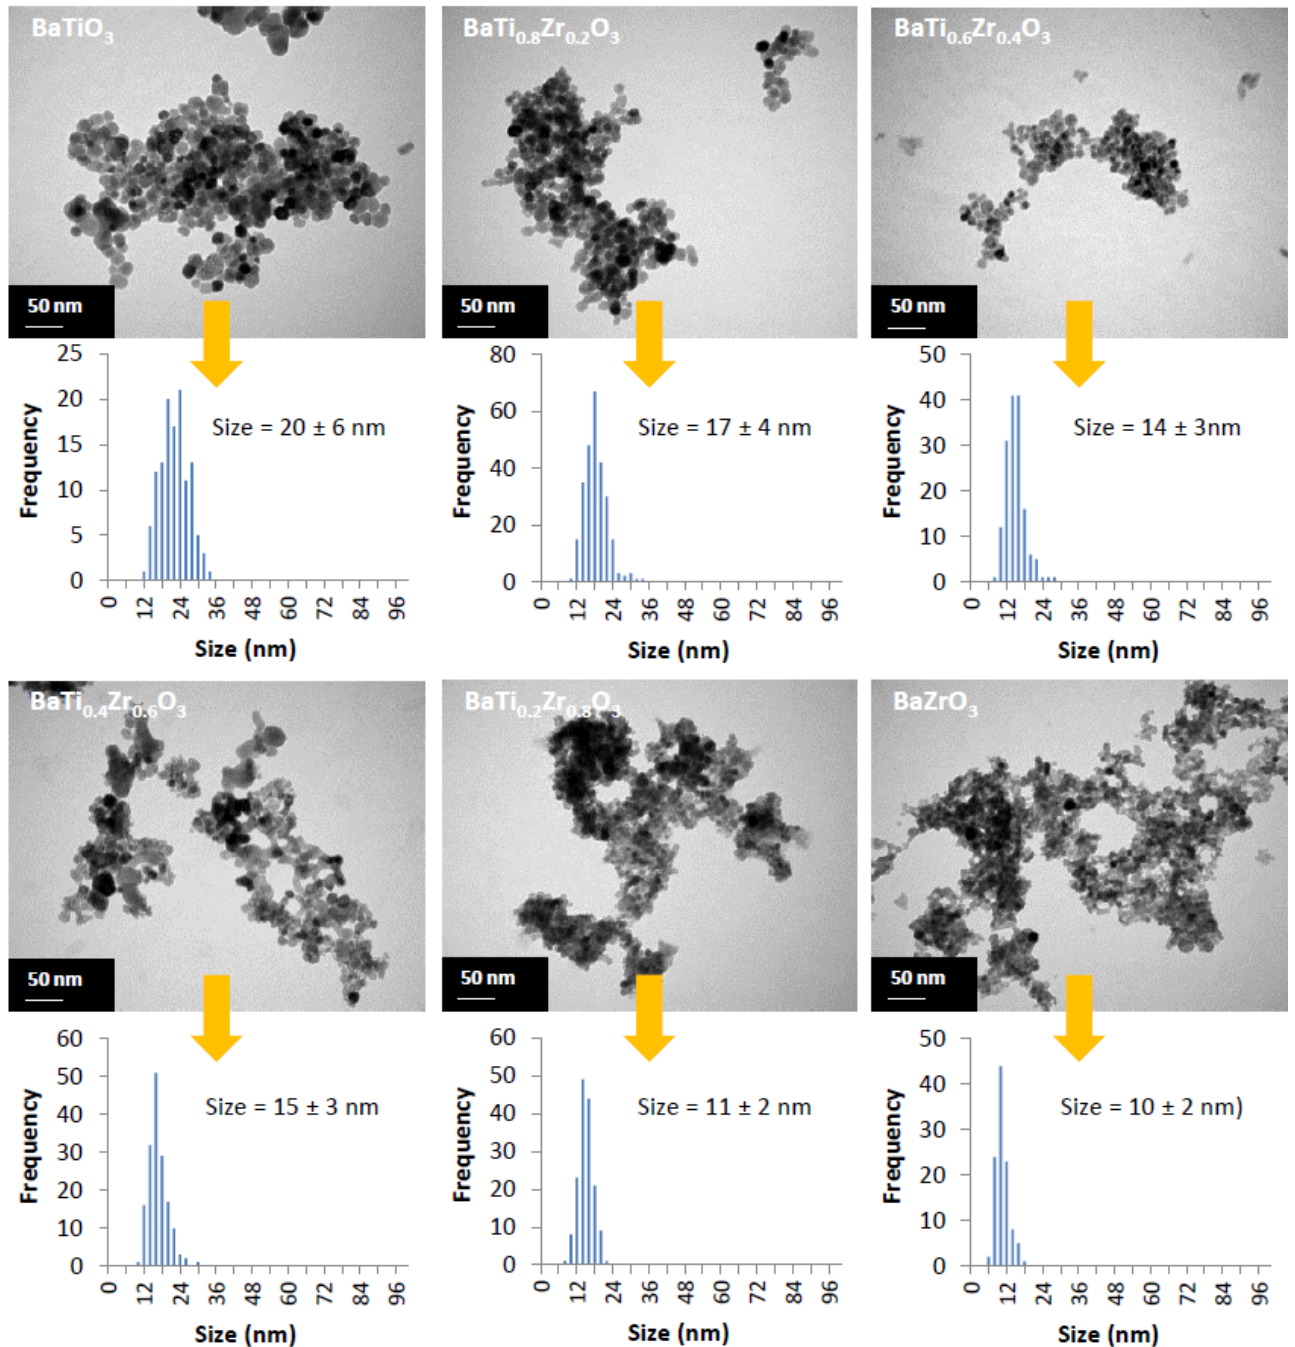 BaTiO3
BaTi0.8Zr0.2O3
BaTi0.6Zr0.4O3
50 nm
50 nm
50 nm
25
20
15
10
5
0
Frequency
Size = 20 ± 6 nm
0 12 24 36 48 60 72 84 96
Size (nm)
80
60
40
20
0
Frequency
Size = 17 ± 4 nm
0 12 24 36 48 60 72 84 96
Size (nm)
50
40
30
20
10
0
Frequency
Size = 14 ± 3nm
0 12 24 36 48 60 72 84 96
Size (nm)
BaTi0.4Zr0.6O3
BaTi0.2Zr0.8O3
BaZrO3
50 nm
50 nm
50 nm
60
50
40
30
20
10
0
Frequency
Size = 15 ± 3 nm
0 12 24 36 48 60 72 84 96
Size (nm)
60
50
40
30
20
10
0
Frequency
Size = 11 ± 2 nm
0 12 24 36 48 60 72 84 96
Size (nm)
50
40
30
20
10
0
Frequency
Size = 10 ± 2 nm)
0 12 24 36 48 60 72 84 96
Size (nm)